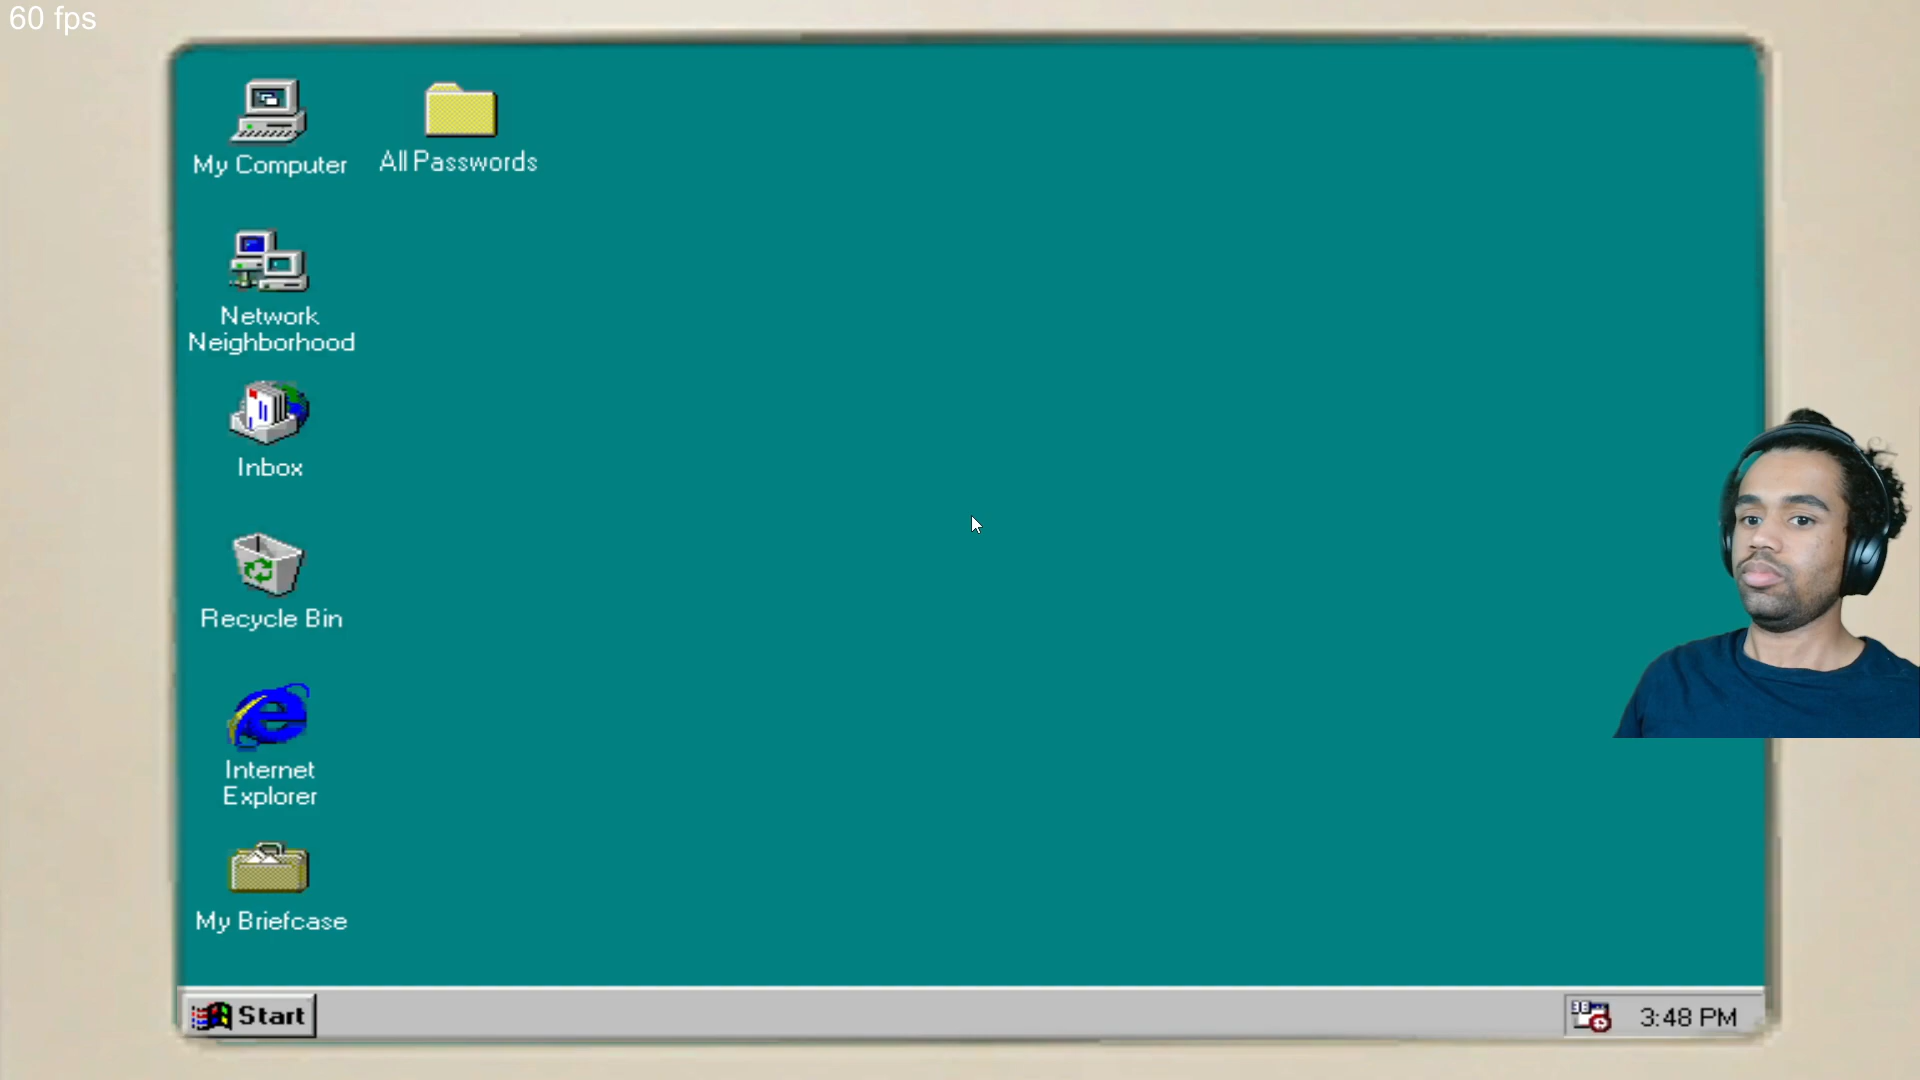 60 fps
My Computer
All Passwords
Network
Neighborhood
Inbox
Recycle Bin
Internet
Explorer
My Briefcase
Start
3:48 PM